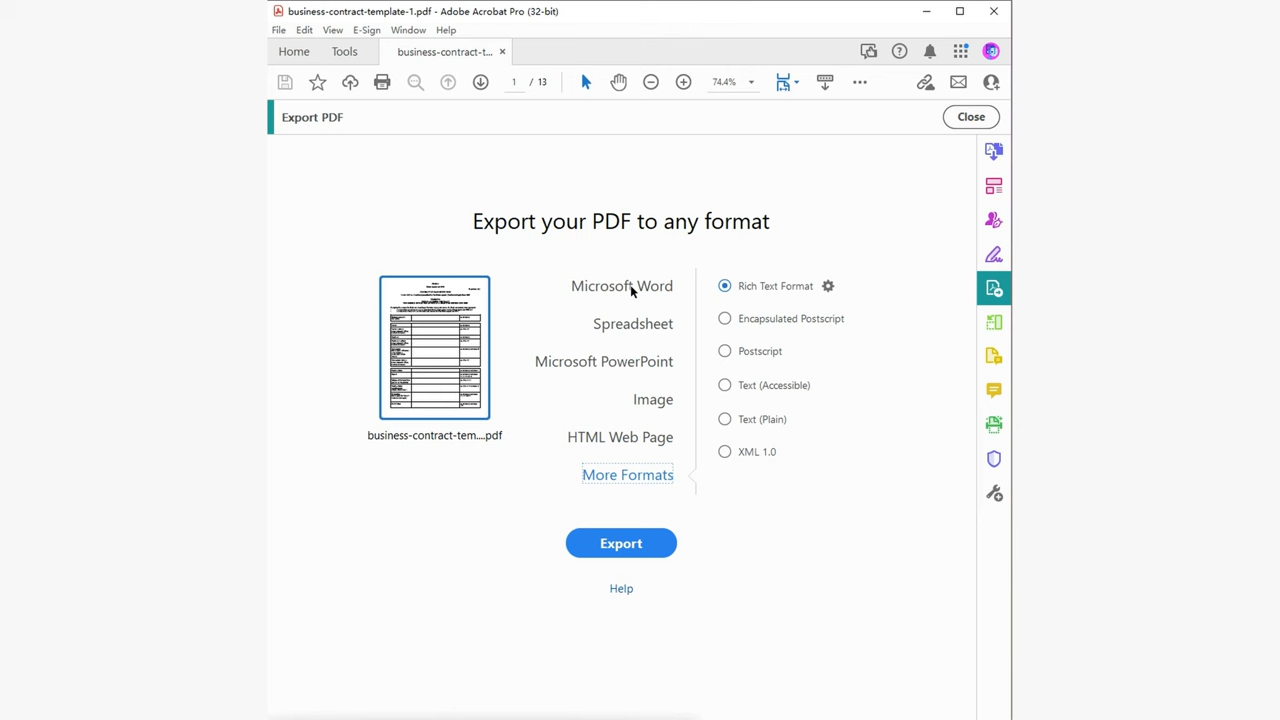 business-contract-template-1.pdf - Adobe Acrobat Pro (32-bit)
File Edit View E-Sign Window Help
Home Tools business-contract-t...
1 / 13 74.4%
Export PDF Close
Export your PDF to any format
Microsoft Word
Spreadsheet
Microsoft PowerPoint
Image
HTML Web Page
More Formats
Rich Text Format
Encapsulated Postscript
Postscript
Text (Accessible)
Text (Plain)
XML 1.0
business-contract-tem....pdf
Export
Help